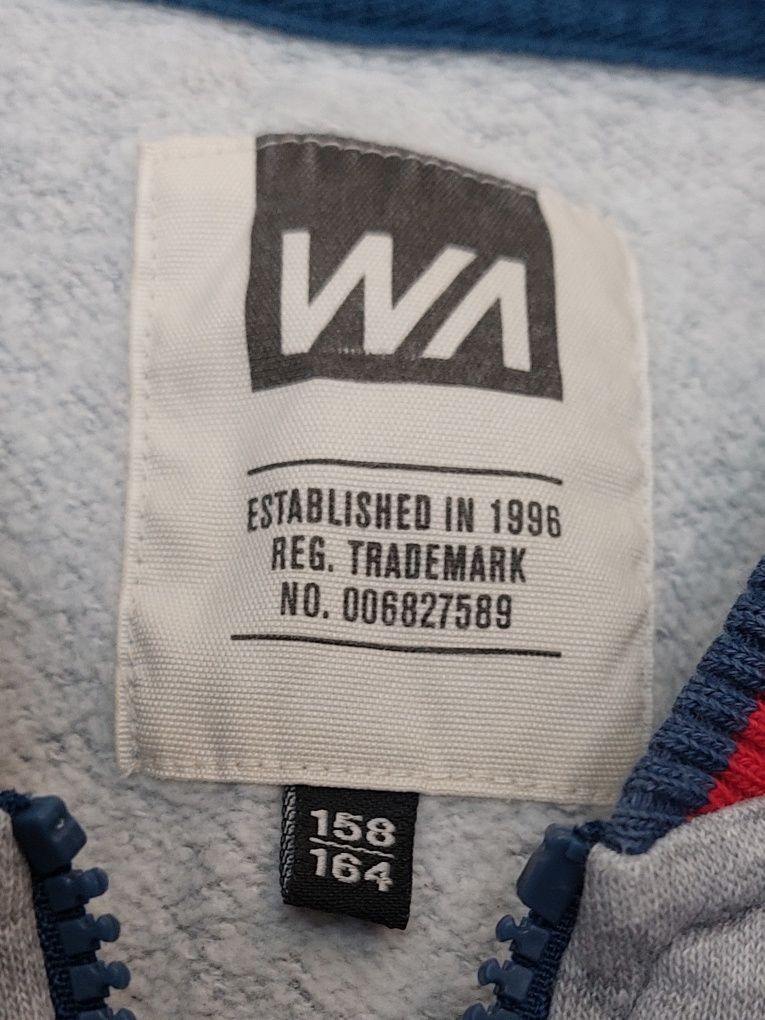 WA
ESTABLISHED IN 1996
REG. TRADEMARK
NO. 006827589
158
164